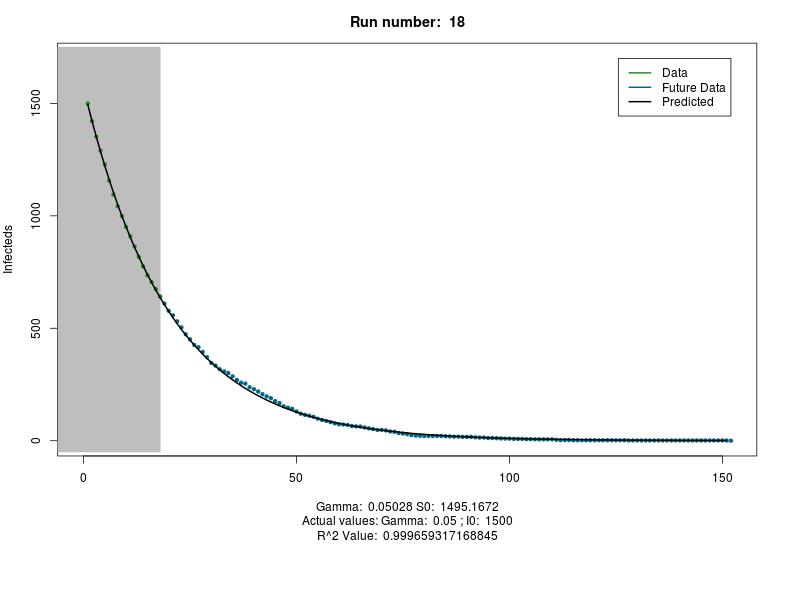 Run number:  18
Data
Future Data
Predicted
Infecteds
1500
1000
500
0
0
50
100
150
Gamma: 0.05028 S0: 1495.1672
Actual values: Gamma: 0.05 ; I0: 1500
R^2 Value: 0.999659317168845